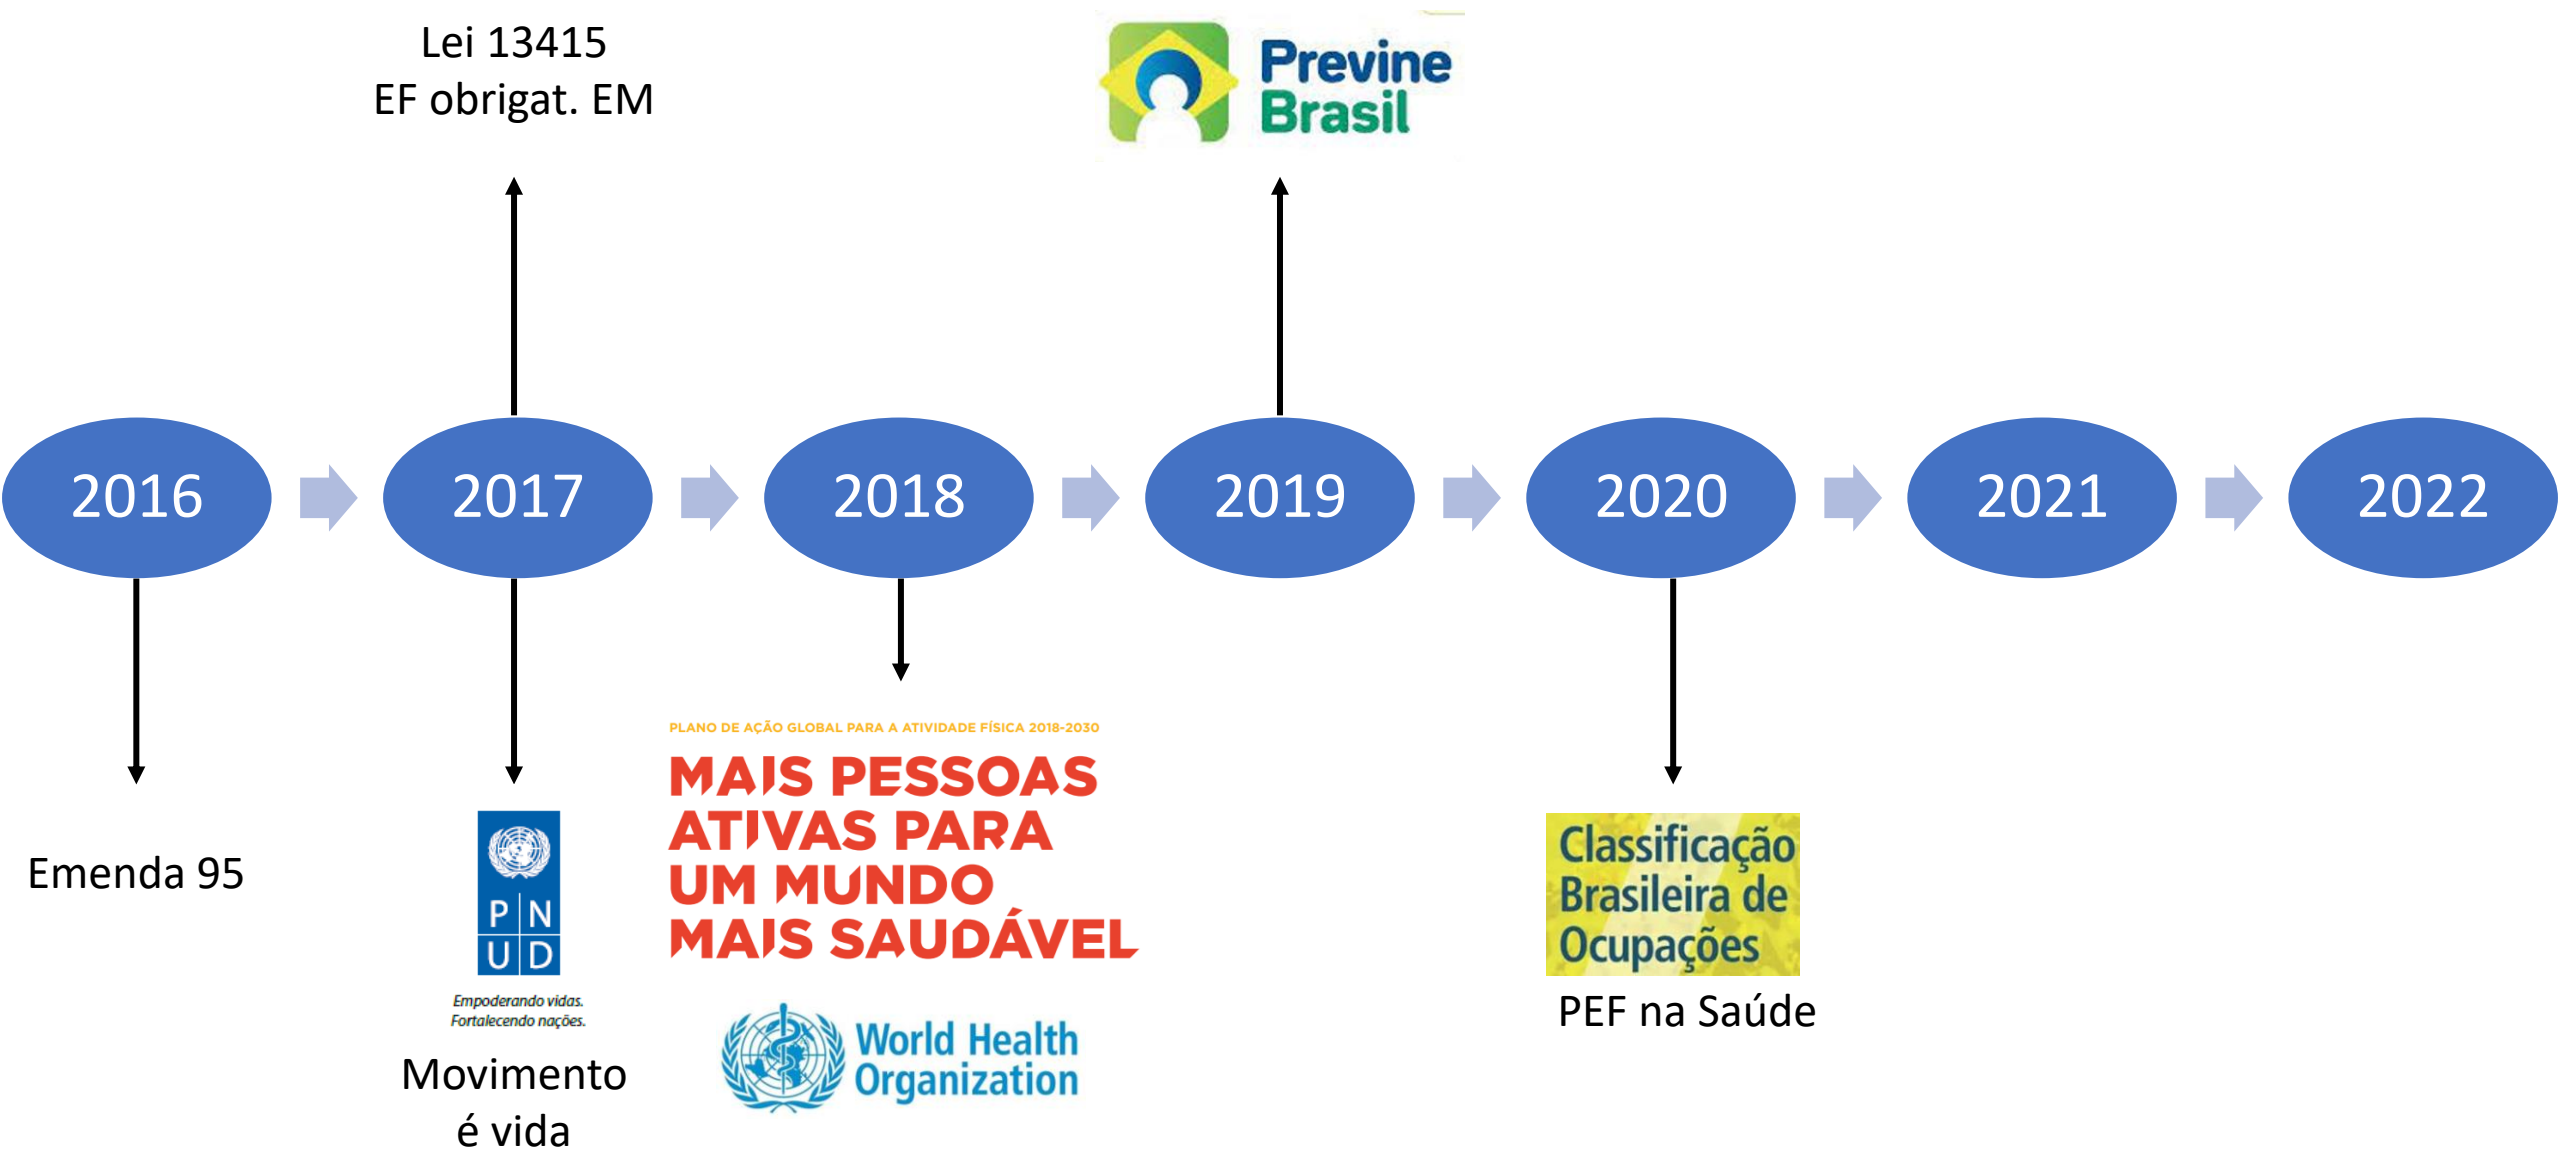 Lei 13415
EF obrigat. EM
Previne
Brasil
2016
2017
2018
2019
2020
2021
2022
Emenda 95
P N
U D
Empoderando vidas.
Fortalecendo nações.
Movimento
é vida
PLANO DE AÇÃO GLOBAL PARA A ATIVIDADE FÍSICA 2018-2030
MAIS PESSOAS
ATIVAS PARA
UM MUNDO
MAIS SAUDÁVEL
World Health
Organization
Classificação
Brasileira de
Ocupações
PEF na Saúde